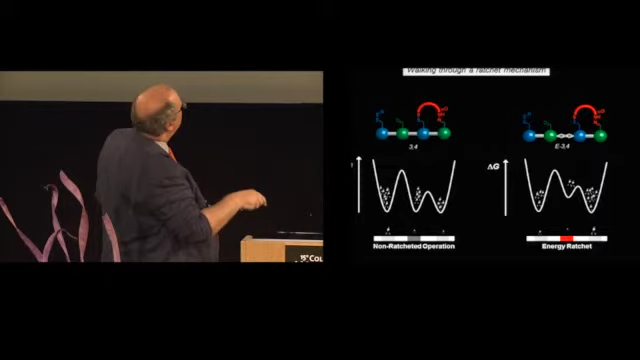 Walking through a ratchet mechanism
3,4
E-3,4
ΔG
Non-Ratcheted Operation
Energy Ratchet